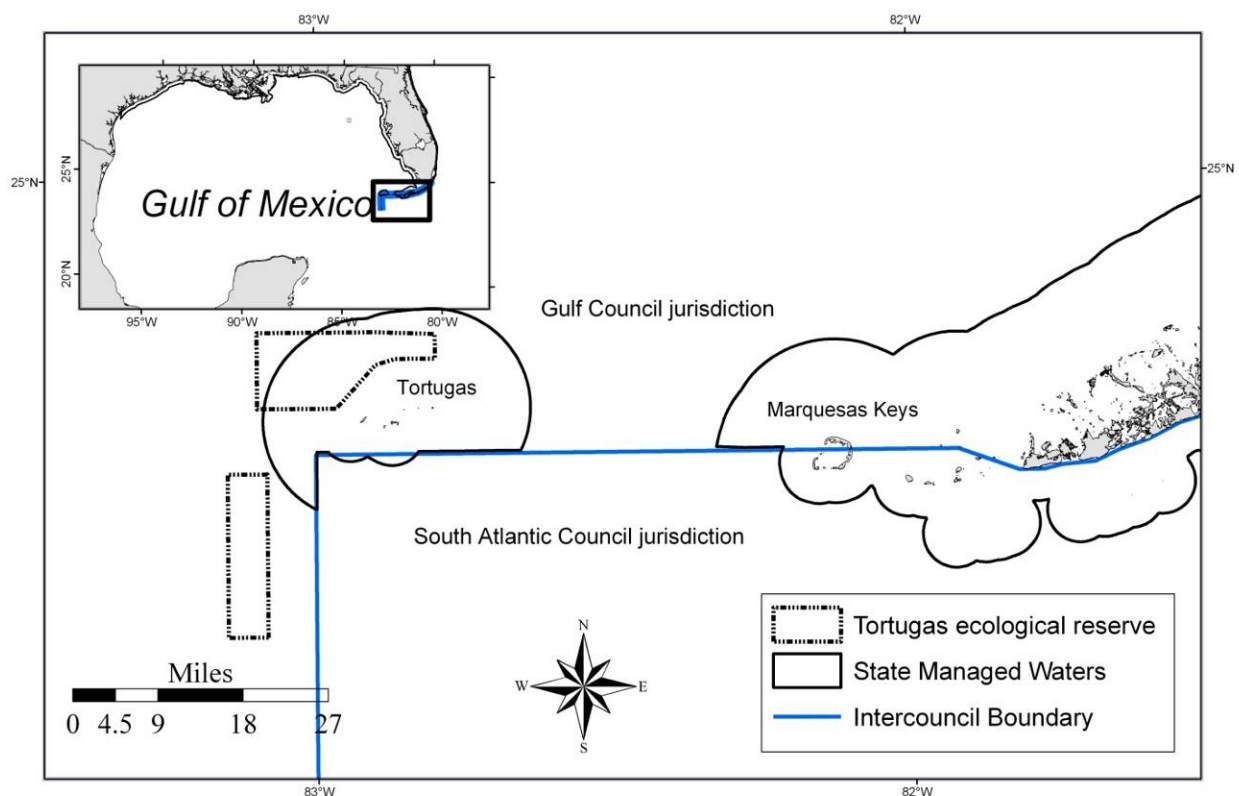 83°W 82°W
25°N 25°N
25°N
20°N
Gulf of Mexico
95°W 90°W 85°W 80°W
Gulf Council jurisdiction
Tortugas
Marquesas Keys
South Atlantic Council jurisdiction
N
W E
S
Miles
0 4.5 9 18 27
Tortugas ecological reserve
State Managed Waters
Intercouncil Boundary
83°W 82°W